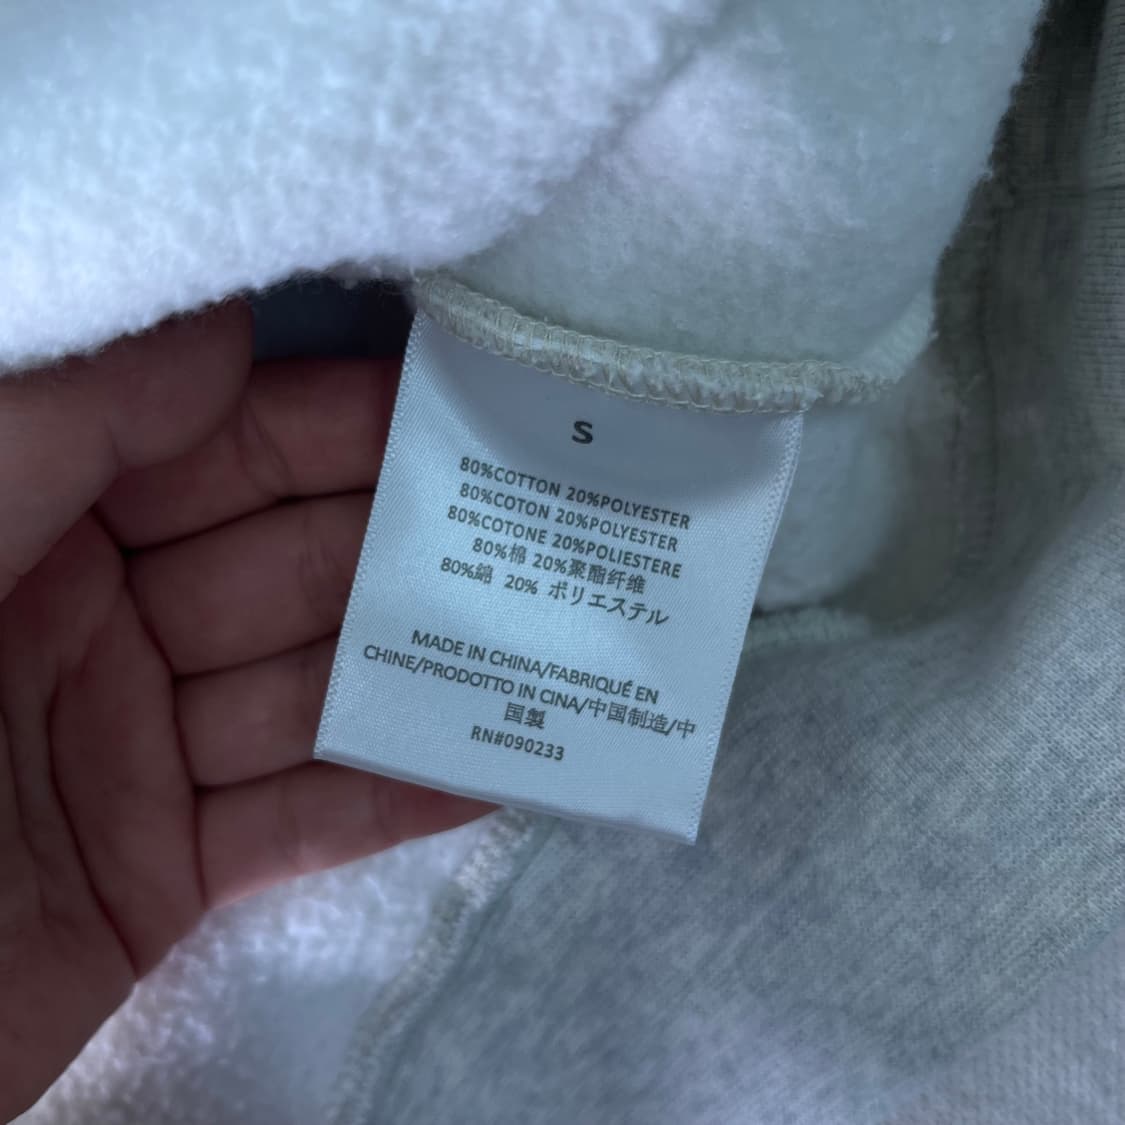 S
80%COTTON 20%POLYESTER
80%COTON 20%POLYESTER
80%COTONE 20%POLIESTERE
80%棉 20%聚酯纤维
80%綿 20% ポリエステル
MADE IN CHINA/FABRIQUÉ EN
CHINE/PRODOTTO IN CINA/中国制造/中
国製
RN#090233